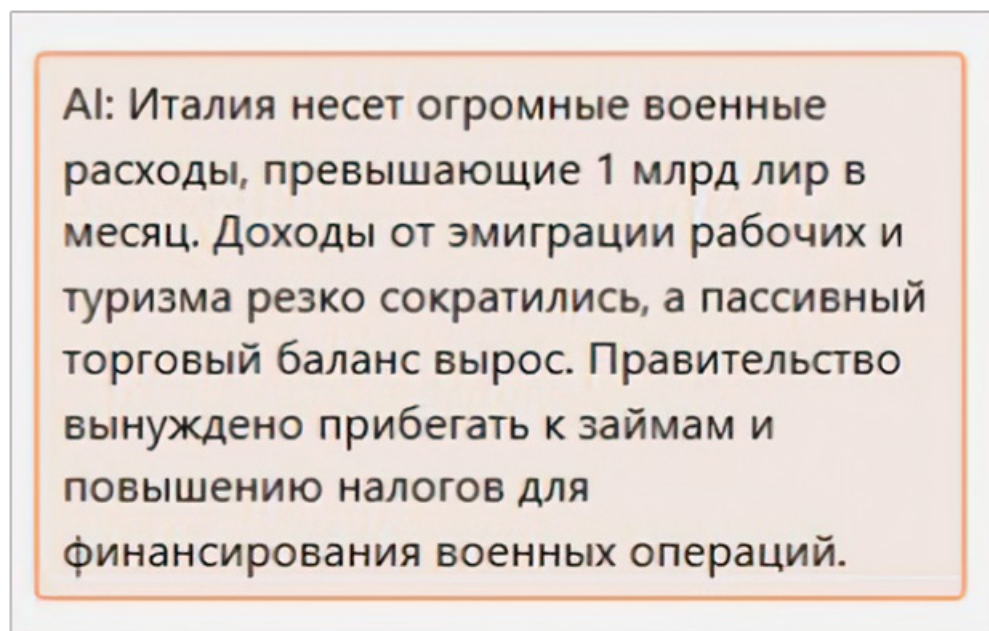 AI: Италия несет огромные военные
расходы, превышающие 1 млрд лир в
месяц. Доходы от эмиграции рабочих и
туризма резко сократились, а пассивный
торговый баланс вырос. Правительство
вынуждено прибегать к займам и
повышению налогов для
финансирования военных операций.